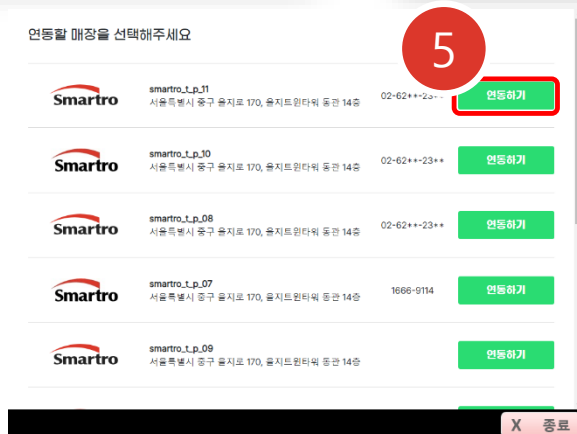 연동할 매장을 선택해주세요
5
Smartro
smartro_t_p_11
서울특별시 중구 을지로 170, 을지트윈타워 동관 14층
02-62**-23**
연동하기
Smartro
smartro_t_p_10
서울특별시 중구 을지로 170, 을지트윈타워 동관 14층
02-62**-23**
연동하기
Smartro
smartro_t_p_08
서울특별시 중구 을지로 170, 을지트윈타워 동관 14층
02-62**-23**
연동하기
Smartro
smartro_t_p_07
서울특별시 중구 을지로 170, 을지트윈타워 동관 14층
1666-9114
연동하기
Smartro
smartro_t_p_09
서울특별시 중구 을지로 170, 을지트윈타워 동관 14층
연동하기
X 종료